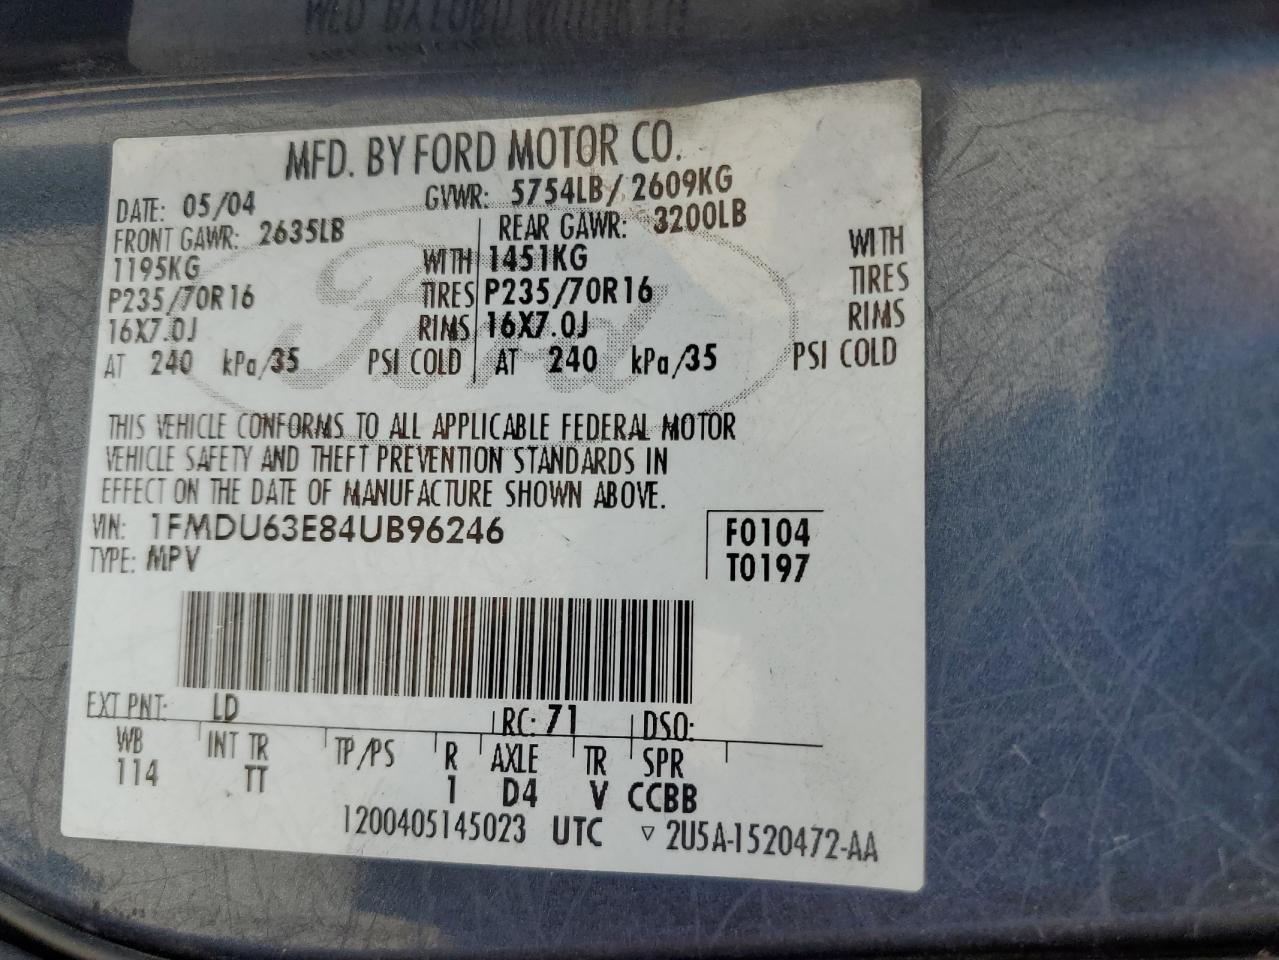 MFD. BY FORD MOTOR CO.
DATE: 05/04 GVWR: 5754LB/ 2609KG
FRONT GAWR: 2635LB REAR GAWR: 3200LB
1195KG WITH 1451KG WITH
P235/70R16 TIRES P235/70R16 TIRES
16X7.0J RIMS 16X7.0J RIMS
AT 240 kPa/35 PSI COLD AT 240 kPa/35 PSI COLD
Ford
THIS VEHICLE CONFORMS TO ALL APPLICABLE FEDERAL MOTOR
VEHICLE SAFETY AND THEFT PREVENTION STANDARDS IN
EFFECT ON THE DATE OF MANUFACTURE SHOWN ABOVE.
VIN: 1FMDU63E84UB96246 F0104
TYPE: MPV T0197
EXT PNT: LD RC: 71 DSO:
WB INT TR TP/PS R AXLE TR SPR
114 TT 1 D4 V CCBB
1200405145023 UTC ▽ 2U5A-1520472-AA